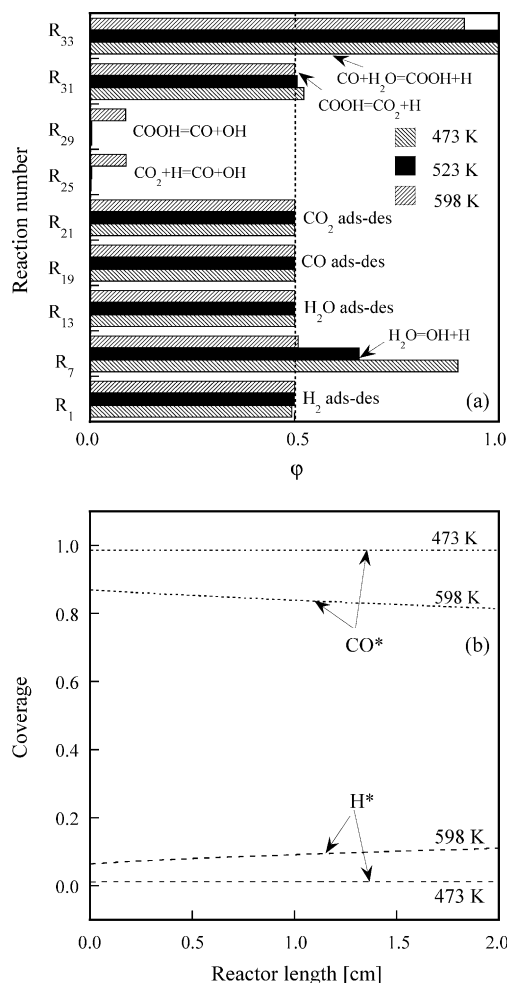 R33
CO+H2O=COOH+H
R31
COOH=CO2+H
R29
COOH=CO+OH
473 K
R25
CO2+H=CO+OH
523 K
598 K
R21
CO2 ads-des
R19
CO ads-des
R13
H2O ads-des
H2O=OH+H
R7
R1
H2 ads-des
(a)
Reaction number
0.0 0.5 1.0
φ
1.0
473 K
598 K
0.8
CO*
(b)
0.6
Coverage
0.4
H*
0.2
598 K
0.0
473 K
0.0 0.5 1.0 1.5 2.0
Reactor length [cm]